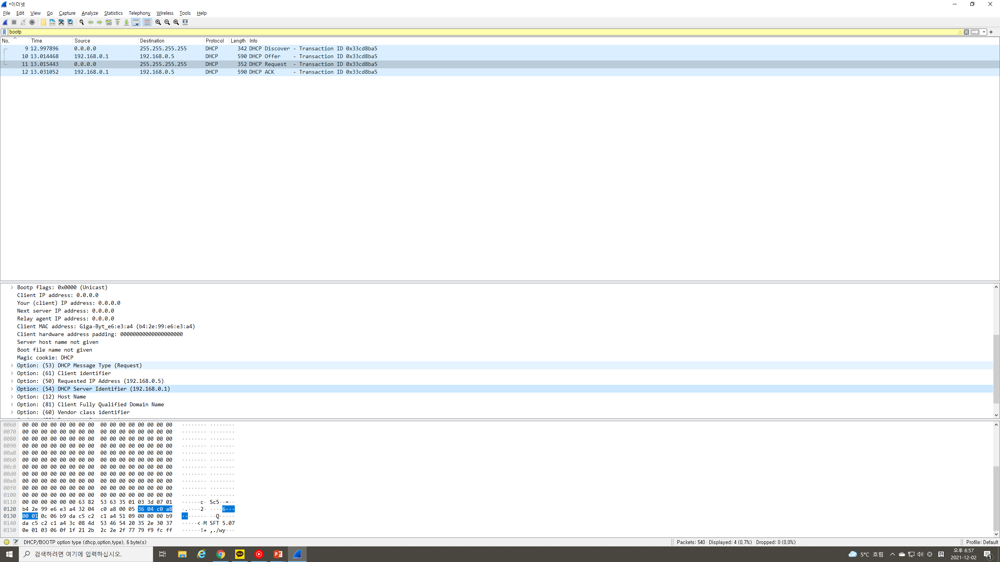 *이더넷
File Edit View Go Capture Analyze Statistics Telephony Wireless Tools Help
bootp
No. Time Source Destination Protocol Length Info
9 12.997896 0.0.0.0 255.255.255.255 DHCP 342 DHCP Discover - Transaction ID 0x33cd8ba5
10 13.014468 192.168.0.1 192.168.0.5 DHCP 590 DHCP Offer - Transaction ID 0x33cd8ba5
11 13.015443 0.0.0.0 255.255.255.255 DHCP 352 DHCP Request - Transaction ID 0x33cd8ba5
12 13.031052 192.168.0.1 192.168.0.5 DHCP 590 DHCP ACK - Transaction ID 0x33cd8ba5
Bootp flags: 0x0000 (Unicast)
Client IP address: 0.0.0.0
Your (client) IP address: 0.0.0.0
Next server IP address: 0.0.0.0
Relay agent IP address: 0.0.0.0
Client MAC address: Giga-Byt_e6:e3:a4 (b4:2e:99:e6:e3:a4)
Client hardware address padding: 00000000000000000000
Server host name not given
Boot file name not given
Magic cookie: DHCP
Option: (53) DHCP Message Type (Request)
Option: (61) Client identifier
Option: (50) Requested IP Address (192.168.0.5)
Option: (54) DHCP Server Identifier (192.168.0.1)
Option: (12) Host Name
Option: (81) Client Fully Qualified Domain Name
Option: (60) Vendor class identifier
0060 00 00 00 00 00 00 00 00 00 00 00 00 00 00 00 00 ········ ········
0070 00 00 00 00 00 00 00 00 00 00 00 00 00 00 00 00 ········ ········
0080 00 00 00 00 00 00 00 00 00 00 00 00 00 00 00 00 ········ ········
0090 00 00 00 00 00 00 00 00 00 00 00 00 00 00 00 00 ········ ········
00a0 00 00 00 00 00 00 00 00 00 00 00 00 00 00 00 00 ········ ········
00b0 00 00 00 00 00 00 00 00 00 00 00 00 00 00 00 00 ········ ········
00c0 00 00 00 00 00 00 00 00 00 00 00 00 00 00 00 00 ········ ········
00d0 00 00 00 00 00 00 00 00 00 00 00 00 00 00 00 00 ········ ········
00e0 00 00 00 00 00 00 00 00 00 00 00 00 00 00 00 00 ········ ········
00f0 00 00 00 00 00 00 00 00 00 00 00 00 00 00 00 00 ········ ········
0100 00 00 00 00 00 00 00 00 00 00 00 00 00 00 00 00 ········ ········
0110 00 00 00 00 00 00 63 82 53 63 35 01 03 3d 07 01 ······c· Sc5··=··
0120 b4 2e 99 e6 e3 a4 32 04 c0 a8 00 05 36 04 c0 a8 ·.····2· ····6···
0130 00 01 0c 06 b9 da c5 c2 c1 a4 51 09 00 00 00 b9 ········ ··Q·····
0140 da c5 c2 c1 a4 3c 08 4d 53 46 54 20 35 2e 30 37 ·····<·M SFT 5.07
0150 0e 01 03 06 0f 1f 21 2b 2c 2e 2f 77 79 f9 fc ff ······!+ ,./wy···
DHCP/BOOTP option type (dhcp.option.type), 6 byte(s)
Packets: 540 · Displayed: 4 (0.7%) · Dropped: 0 (0.0%)
Profile: Default
검색하려면 여기에 입력하십시오.
TALK
5°C 흐림
한
오후 6:57
2021-12-02
1